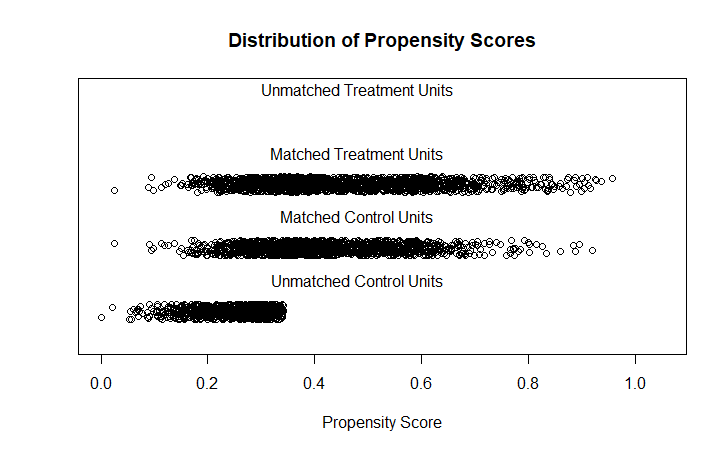 Distribution of Propensity Scores
Unmatched Treatment Units
Matched Treatment Units
Matched Control Units
Unmatched Control Units
0.0 0.2 0.4 0.6 0.8 1.0
Propensity Score